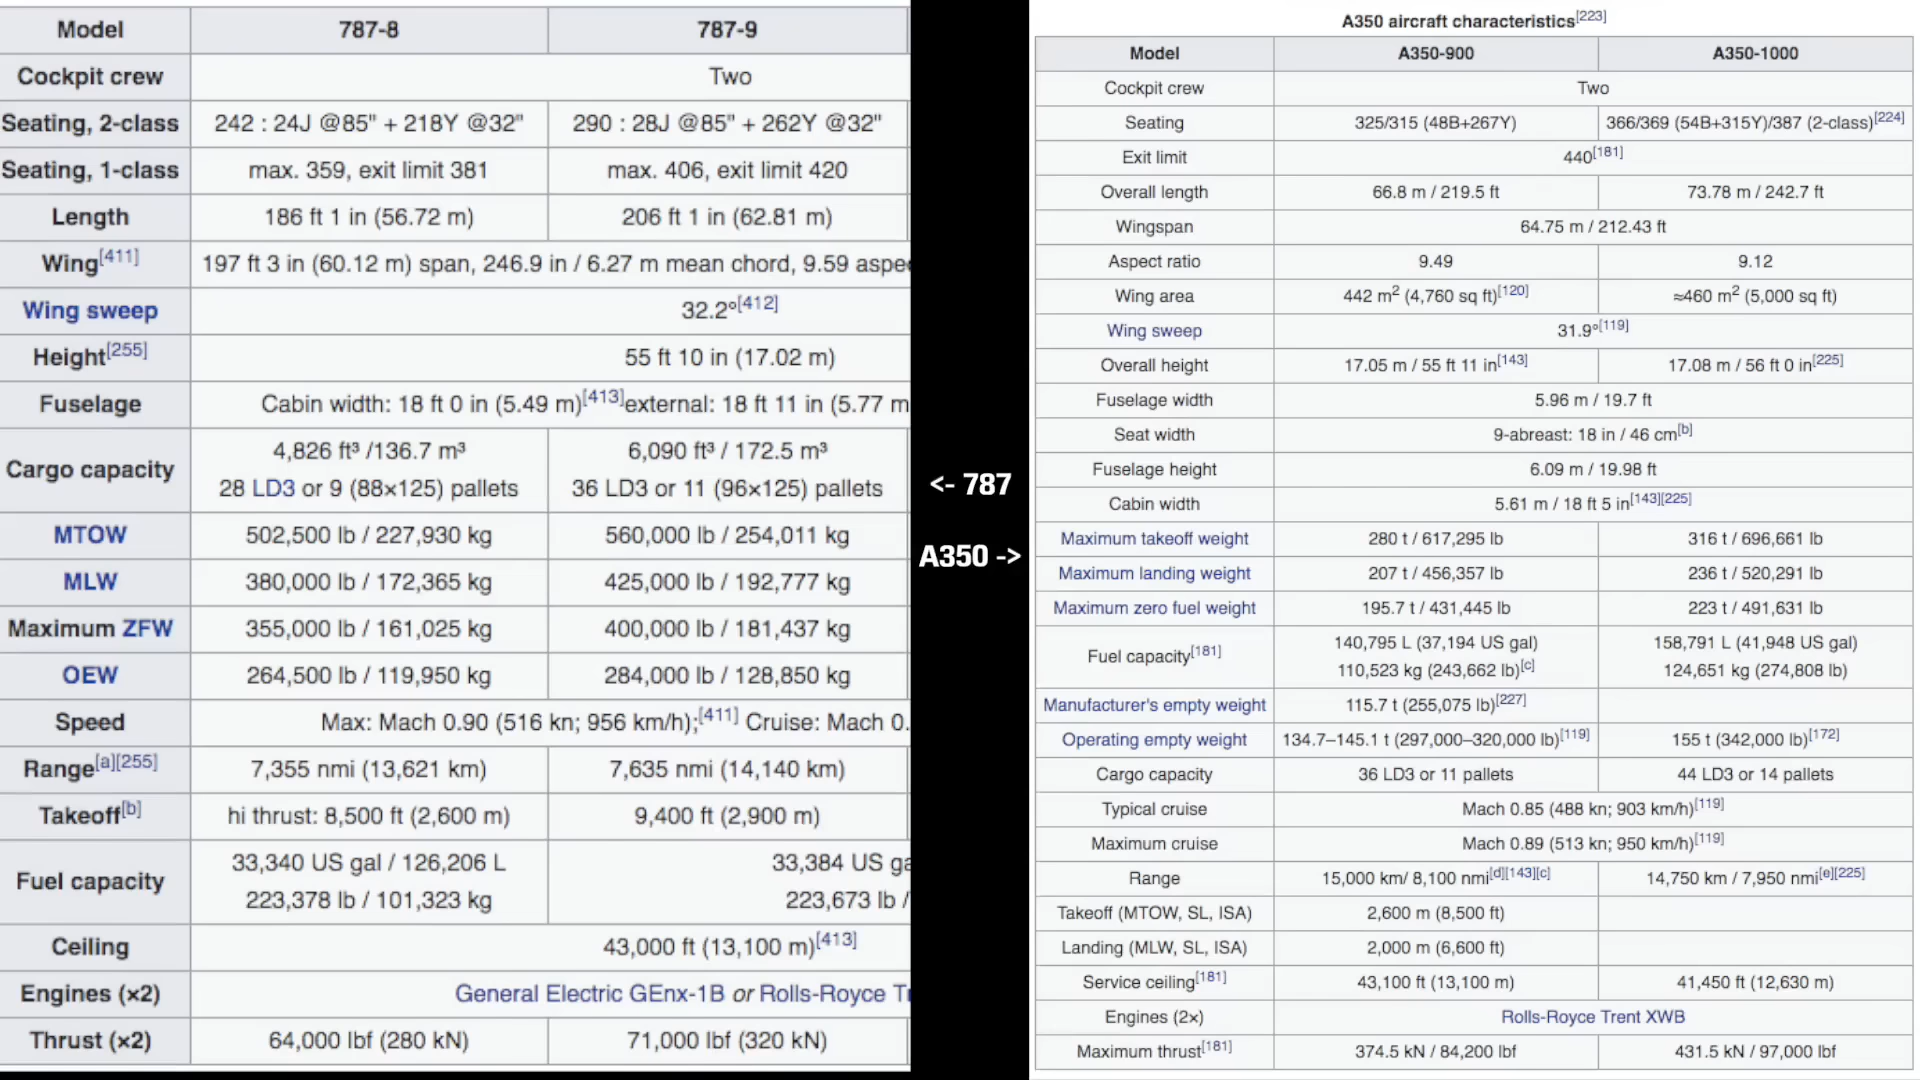 Model 787-8 787-9
Cockpit crew Two
Seating, 2-class 242 : 24J @85" + 218Y @32" 290 : 28J @85" + 262Y @32"
Seating, 1-class max. 359, exit limit 381 max. 406, exit limit 420
Length 186 ft 1 in (56.72 m) 206 ft 1 in (62.81 m)
Wing[411] 197 ft 3 in (60.12 m) span, 246.9 in / 6.27 m mean chord, 9.59
Wing sweep 32.2°[412]
Height[255] 55 ft 10 in (17.02 m)
Fuselage Cabin width: 18 ft 0 in (5.49 m)[413]external: 18 ft 11 in (5.77 m
Cargo capacity 4,826 ft³ /136.7 m³ 6,090 ft³ / 172.5 m³
28 LD3 or 9 (88×125) pallets 36 LD3 or 11 (96×125) pallets
MTOW 502,500 lb / 227,930 kg 560,000 lb / 254,011 kg
MLW 380,000 lb / 172,365 kg 425,000 lb / 192,777 kg
Maximum ZFW 355,000 lb / 161,025 kg 400,000 lb / 181,437 kg
OEW 264,500 lb / 119,950 kg 284,000 lb / 128,850 kg
Speed Max: Mach 0.90 (516 kn; 956 km/h);[411] Cruise: Mach 0.
Range[a][255] 7,355 nmi (13,621 km) 7,635 nmi (14,140 km)
Takeoff[b] hi thrust: 8,500 ft (2,600 m) 9,400 ft (2,900 m)
Fuel capacity 33,340 US gal / 126,206 L 33,384 US
223,378 lb / 101,323 kg 223,673 lb /
Ceiling 43,000 ft (13,100 m)[413]
Engines (×2) General Electric GEnx-1B or Rolls-Royce
Thrust (×2) 64,000 lbf (280 kN) 71,000 lbf (320 kN)
<- 787
A350 ->
A350 aircraft characteristics[223]
Model A350-900 A350-1000
Cockpit crew Two
Seating 325/315 (48B+267Y) 366/369 (54B+315Y)/387 (2-class)[224]
Exit limit 440[181]
Overall length 66.8 m / 219.5 ft 73.78 m / 242.7 ft
Wingspan 64.75 m / 212.43 ft
Aspect ratio 9.49 9.12
Wing area 442 m² (4,760 sq ft)[120] ≈460 m² (5,000 sq ft)
Wing sweep 31.9°[119]
Overall height 17.05 m / 55 ft 11 in[143] 17.08 m / 56 ft 0 in[225]
Fuselage width 5.96 m / 19.7 ft
Seat width 9-abreast: 18 in / 46 cm[b]
Fuselage height 6.09 m / 19.98 ft
Cabin width 5.61 m / 18 ft 5 in[143][225]
Maximum takeoff weight 280 t / 617,295 lb 316 t / 696,661 lb
Maximum landing weight 207 t / 456,357 lb 236 t / 520,291 lb
Maximum zero fuel weight 195.7 t / 431,445 lb 223 t / 491,631 lb
Fuel capacity[181] 140,795 L (37,194 US gal) 158,791 L (41,948 US gal)
110,523 kg (243,662 lb)[c] 124,651 kg (274,808 lb)
Manufacturer's empty weight 115.7 t (255,075 lb)[227]
Operating empty weight 134.7–145.1 t (297,000–320,000 lb)[119] 155 t (342,000 lb)[172]
Cargo capacity 36 LD3 or 11 pallets 44 LD3 or 14 pallets
Typical cruise Mach 0.85 (488 kn; 903 km/h)[119]
Maximum cruise Mach 0.89 (513 kn; 950 km/h)[119]
Range 15,000 km/ 8,100 nmi[d][143][c] 14,750 km / 7,950 nmi[e][225]
Takeoff (MTOW, SL, ISA) 2,600 m (8,500 ft)
Landing (MLW, SL, ISA) 2,000 m (6,600 ft)
Service ceiling[181] 43,100 ft (13,100 m) 41,450 ft (12,630 m)
Engines (2×) Rolls-Royce Trent XWB
Maximum thrust[181] 374.5 kN / 84,200 lbf 431.5 kN / 97,000 lbf